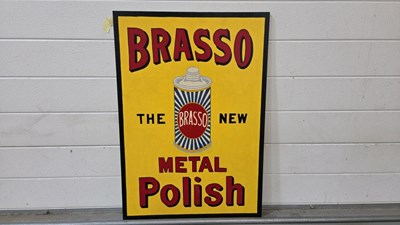 BRASSO
THE BRASSO NEW
METAL
Polish